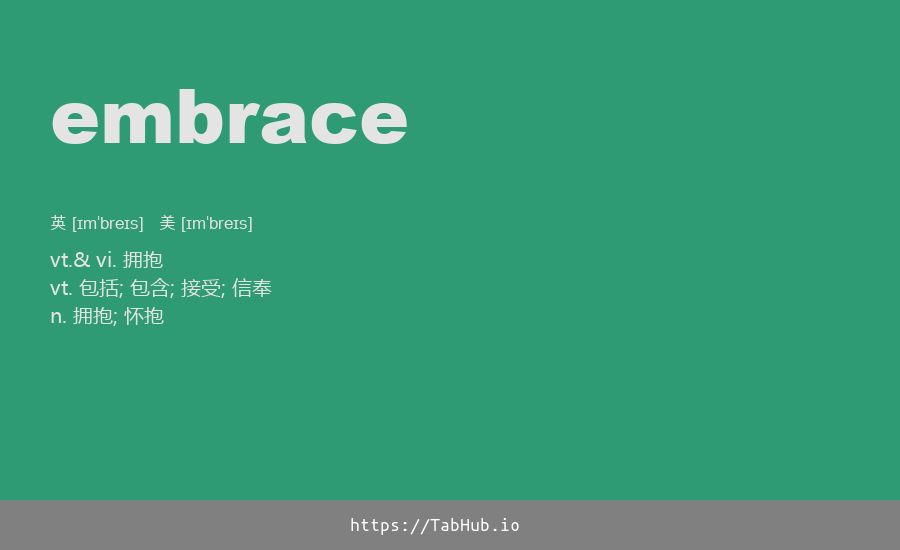 embrace
英 [ɪmˈbreɪs] 美 [ɪmˈbreɪs]
vt.& vi. 拥抱
vt. 包括; 包含; 接受; 信奉
n. 拥抱; 怀抱
https://TabHub.io